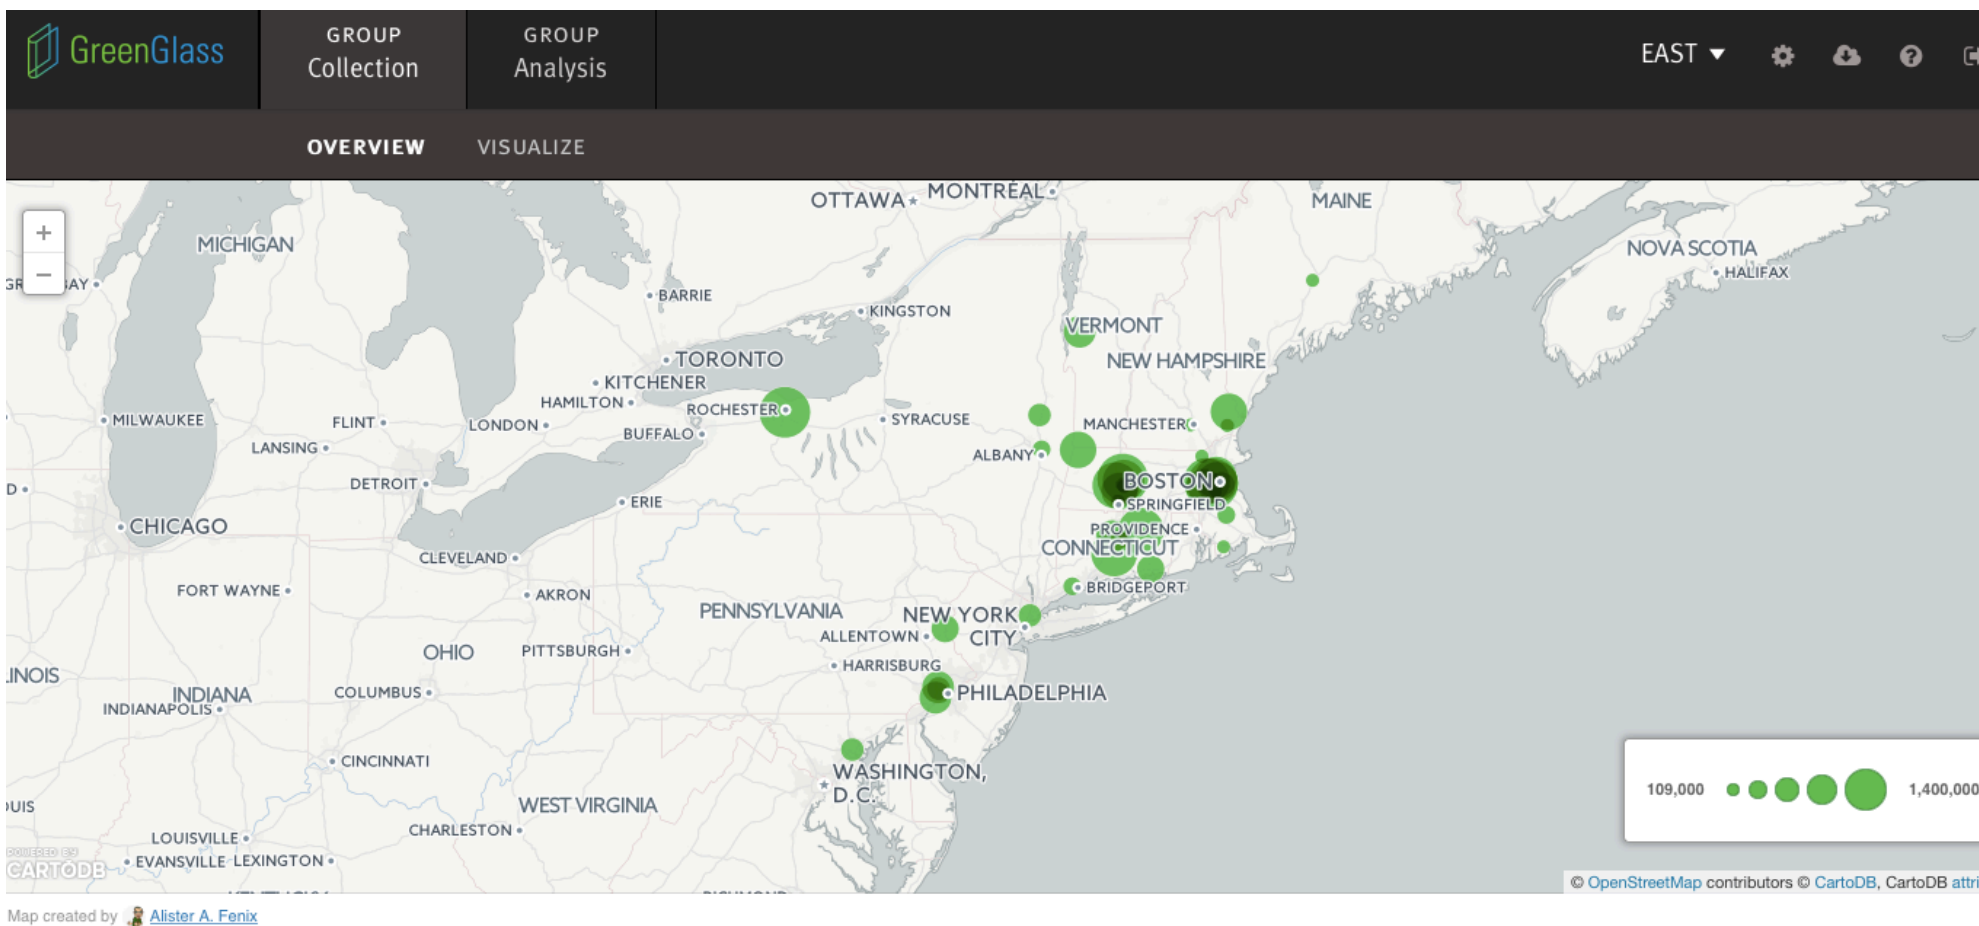 GreenGlass
GROUP
Collection
GROUP
Analysis
EAST
OVERVIEW
VISUALIZE
OTTAWA
MONTRÉAL
MAINE
+
−
MICHIGAN
NOVA SCOTIA
HALIFAX
BARRIE
KINGSTON
VERMONT
TORONTO
NEW HAMPSHIRE
KITCHENER
HAMILTON
ROCHESTER
MILWAUKEE
FLINT
LONDON
BUFFALO
SYRACUSE
MANCHESTER
LANSING
ALBANY
DETROIT
BOSTON
ERIE
SPRINGFIELD
CHICAGO
PROVIDENCE
CONNECTICUT
CLEVELAND
FORT WAYNE
AKRON
BRIDGEPORT
PENNSYLVANIA
NEW YORK
CITY
ALLENTOWN
OHIO
PITTSBURGH
HARRISBURG
INDIANA
COLUMBUS
PHILADELPHIA
INDIANAPOLIS
CINCINNATI
WASHINGTON,
D.C.
109,000
1,400,000
WEST VIRGINIA
CHARLESTON
LOUISVILLE
POWERED BY
CARTODB
EVANSVILLE
LEXINGTON
© OpenStreetMap contributors © CartoDB, CartoDB attri
Map created by Alister A. Fenix